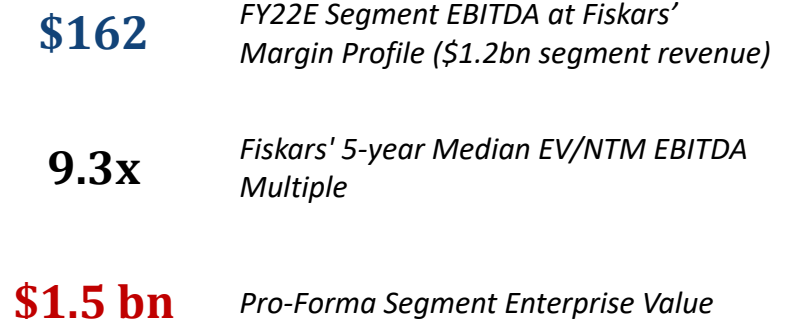 $162
FY22E Segment EBITDA at Fiskars’
Margin Profile ($1.2bn segment revenue)
9.3x
Fiskars' 5-year Median EV/NTM EBITDA
Multiple
$1.5 bn
Pro-Forma Segment Enterprise Value